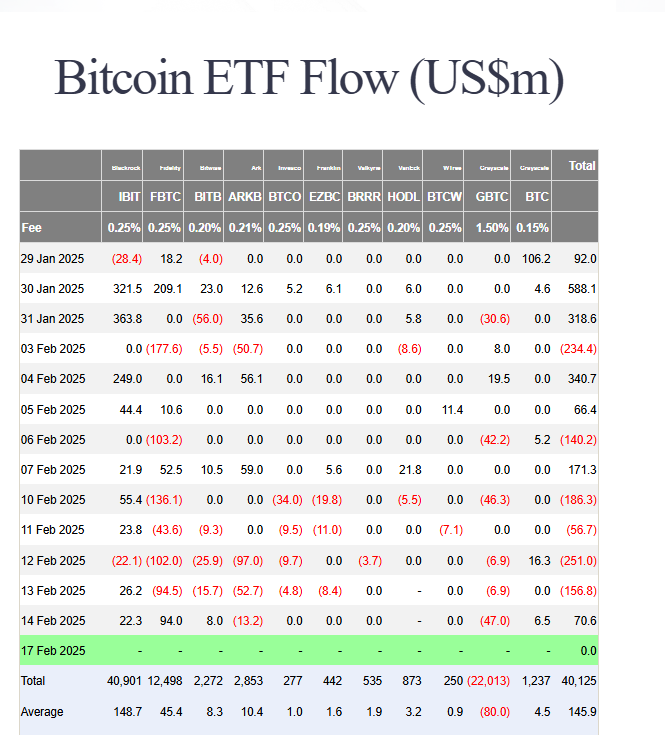 Bitcoin ETF Flow (US$m)
Blackrock Fidelity Bitwise Ark Invesco Franklin Valkyrie VanEck WTree Grayscale Grayscale Total
IBIT FBTC BITB ARKB BTCO EZBC BRRR HODL BTCW GBTC BTC
Fee 0.25% 0.25% 0.20% 0.21% 0.25% 0.19% 0.25% 0.20% 0.25% 1.50% 0.15%
29 Jan 2025 (28.4) 18.2 (4.0) 0.0 0.0 0.0 0.0 0.0 0.0 0.0 106.2 92.0
30 Jan 2025 321.5 209.1 23.0 12.6 5.2 6.1 0.0 6.0 0.0 0.0 4.6 588.1
31 Jan 2025 363.8 0.0 (56.0) 35.6 0.0 0.0 0.0 5.8 0.0 (30.6) 0.0 318.6
03 Feb 2025 0.0 (177.6) (5.5) (50.7) 0.0 0.0 0.0 (8.6) 0.0 8.0 0.0 (234.4)
04 Feb 2025 249.0 0.0 16.1 56.1 0.0 0.0 0.0 0.0 0.0 19.5 0.0 340.7
05 Feb 2025 44.4 10.6 0.0 0.0 0.0 0.0 0.0 0.0 11.4 0.0 0.0 66.4
06 Feb 2025 0.0 (103.2) 0.0 0.0 0.0 0.0 0.0 0.0 0.0 (42.2) 5.2 (140.2)
07 Feb 2025 21.9 52.5 10.5 59.0 0.0 5.6 0.0 21.8 0.0 0.0 0.0 171.3
10 Feb 2025 55.4 (136.1) 0.0 0.0 (34.0) (19.8) 0.0 (5.5) 0.0 (46.3) 0.0 (186.3)
11 Feb 2025 23.8 (43.6) (9.3) 0.0 (9.5) (11.0) 0.0 0.0 (7.1) 0.0 0.0 (56.7)
12 Feb 2025 (22.1) (102.0) (25.9) (97.0) (9.7) 0.0 (3.7) 0.0 0.0 (6.9) 16.3 (251.0)
13 Feb 2025 26.2 (94.5) (15.7) (52.7) (4.8) (8.4) 0.0 - 0.0 (6.9) 0.0 (156.8)
14 Feb 2025 22.3 94.0 8.0 (13.2) 0.0 0.0 0.0 - 0.0 (47.0) 6.5 70.6
17 Feb 2025 - - - - - - - - - - - 0.0
Total 40,901 12,498 2,272 2,853 277 442 535 873 250 (22,013) 1,237 40,125
Average 148.7 45.4 8.3 10.4 1.0 1.6 1.9 3.2 0.9 (80.0) 4.5 145.9